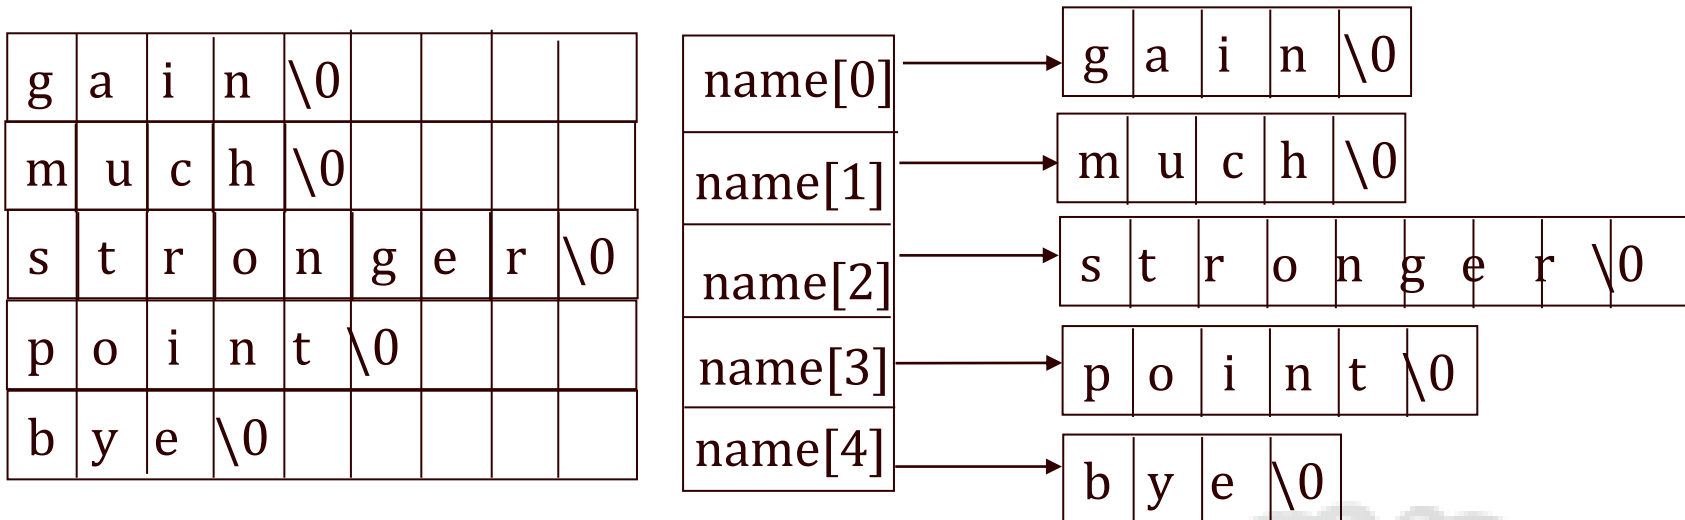 g a i n \0
m u c h \0
s t r o n g e r \0
p o i n t \0
b y e \0
name[0]
name[1]
name[2]
name[3]
name[4]
g a i n \0
m u c h \0
s t r o n g e r \0
p o i n t \0
b y e \0